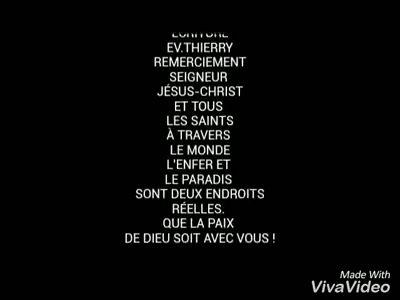 ECRITURE
EV.THIERRY
REMERCIEMENT
SEIGNEUR
JÉSUS-CHRIST
ET TOUS
LES SAINTS
À TRAVERS
LE MONDE
L'ENFER ET
LE PARADIS
SONT DEUX ENDROITS
RÉELLES.
QUE LA PAIX
DE DIEU SOIT AVEC VOUS !
Made With
VivaVideo